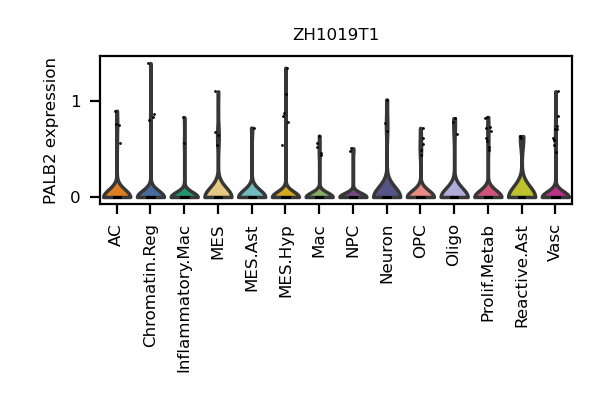 ZH1019T1
PALB2 expression
1
0
AC
Chromatin.Reg
Inflammatory.Mac
MES
MES.Ast
MES.Hyp
Mac
NPC
Neuron
OPC
Oligo
Prolif.Metab
Reactive.Ast
Vasc